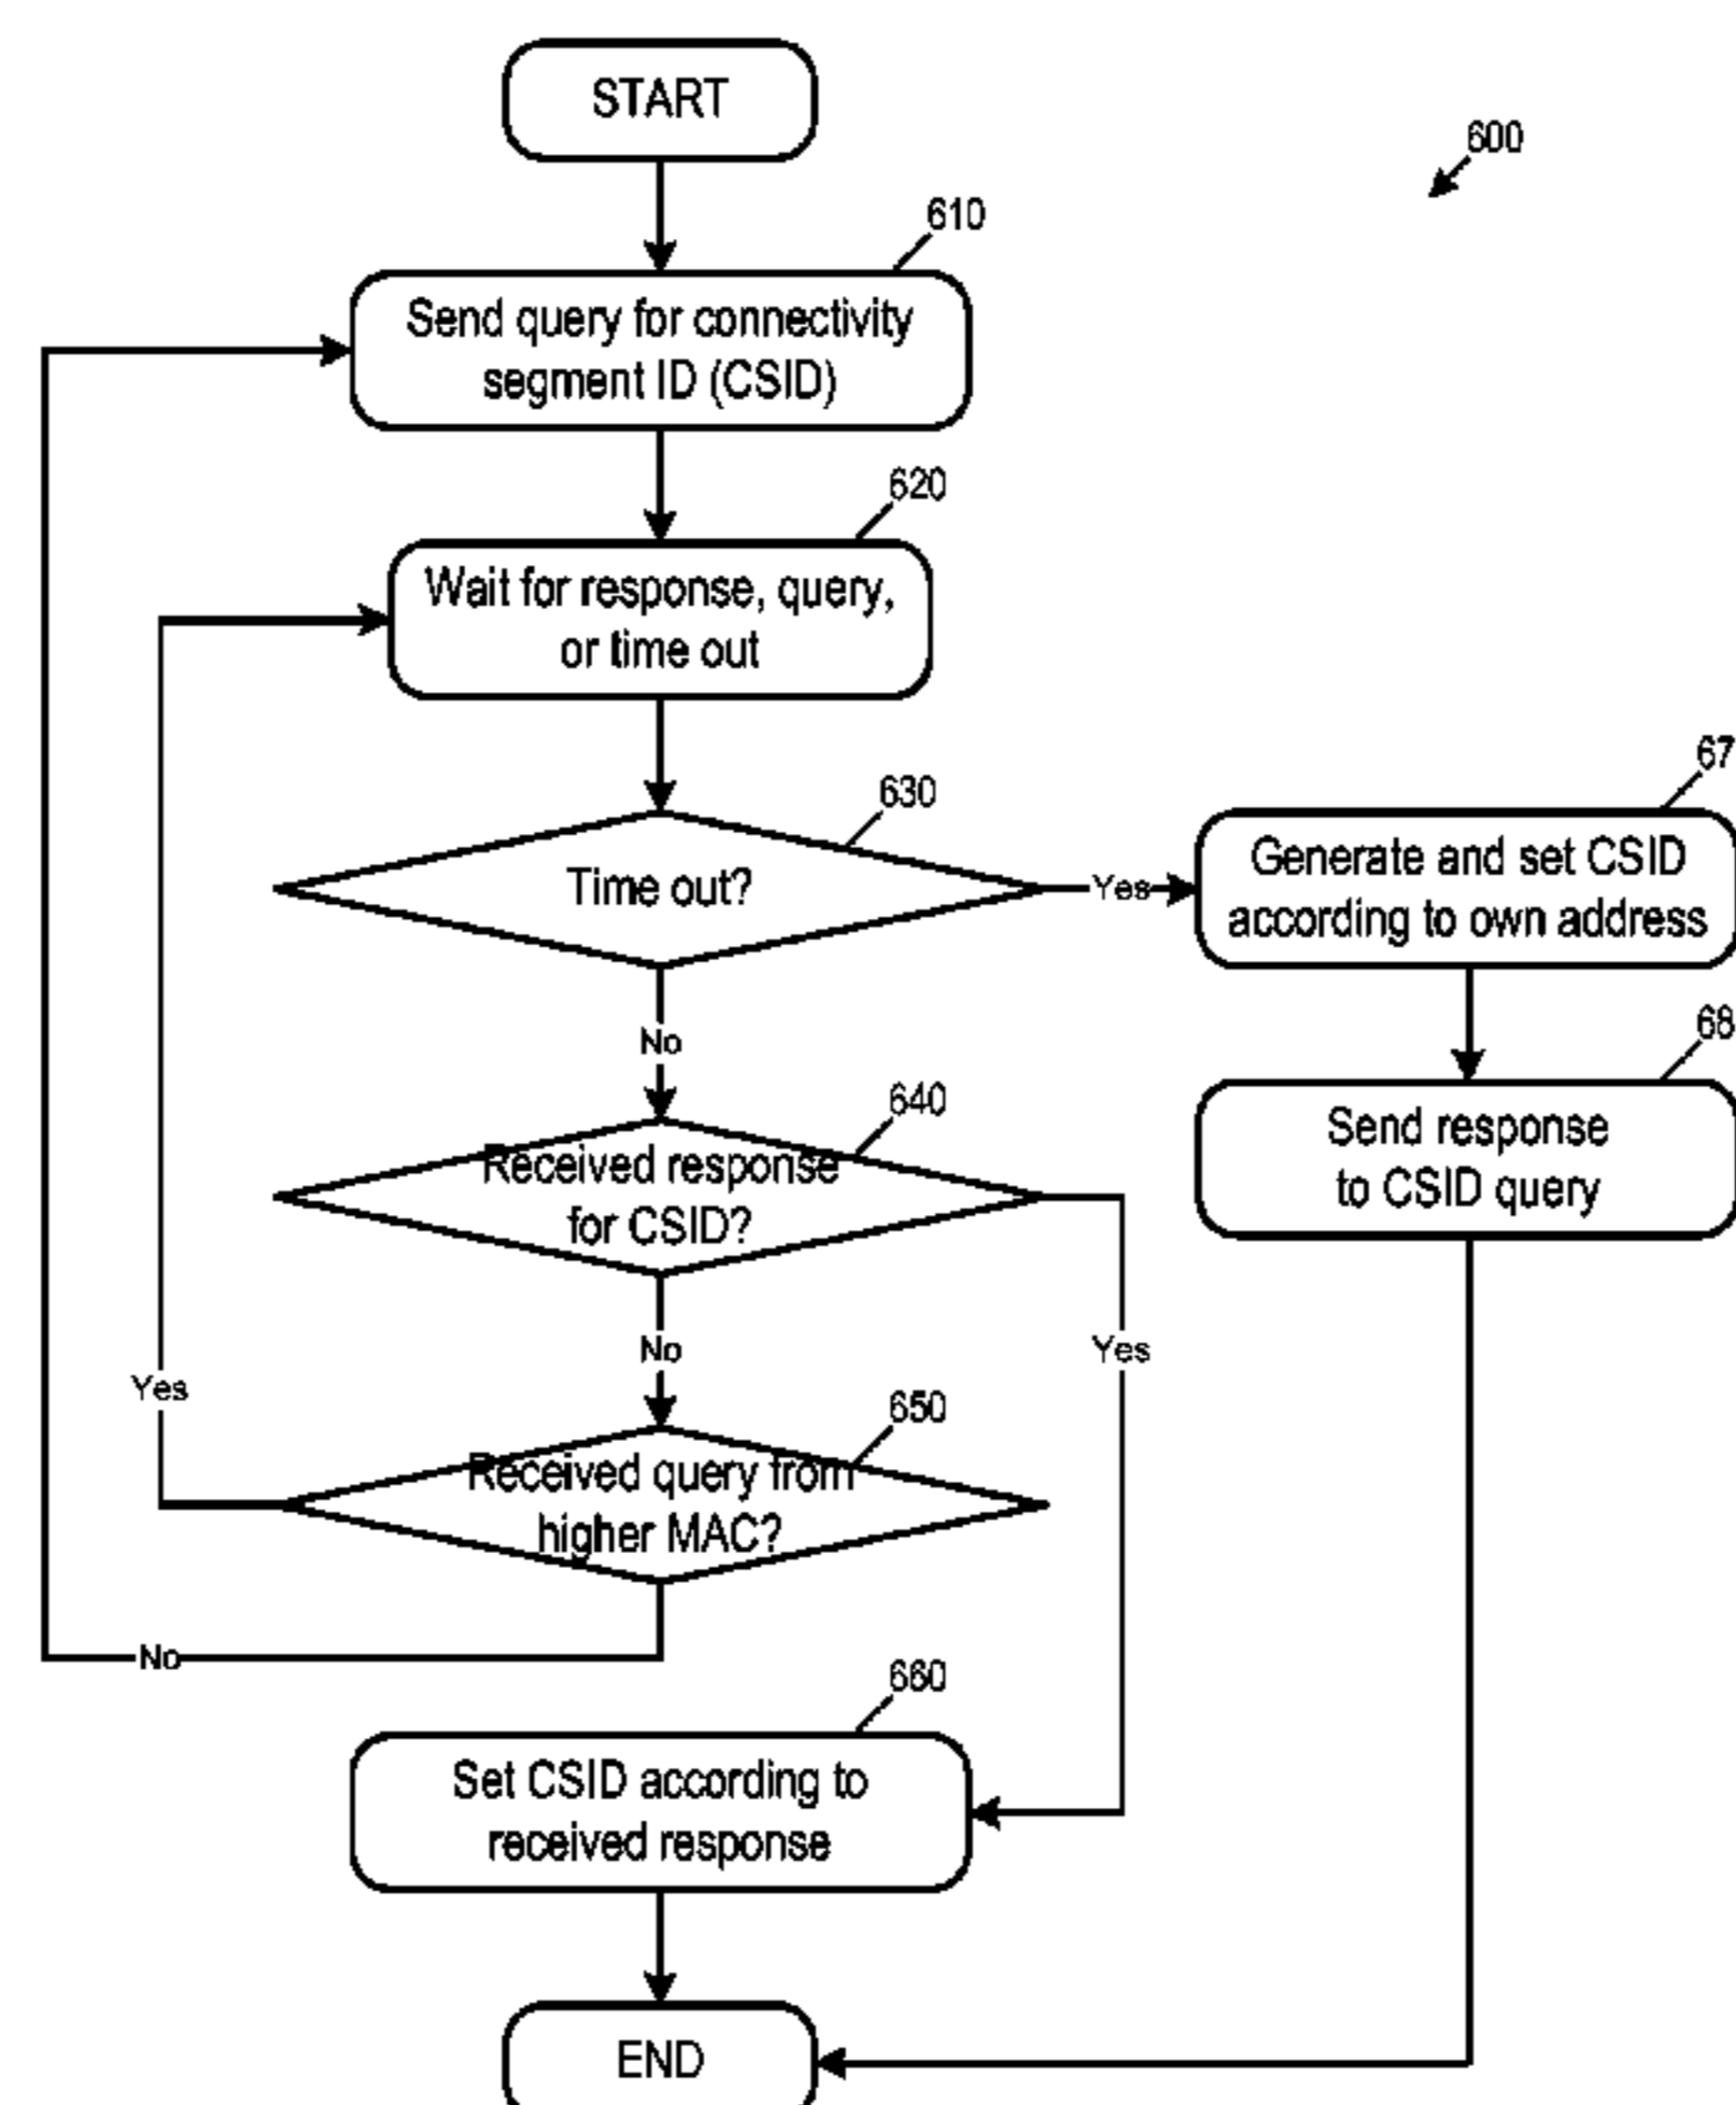 START
600
610
Send query for connectivity
segment ID (CSID)
620
Wait for response, query,
or time out
630
Time out?
Yes
67
Generate and set CSID
according to own address
No
68
Send response
to CSID query
640
Received response
for CSID?
No
Yes
Yes
650
Received query from
higher MAC?
No
660
Set CSID according to
received response
END